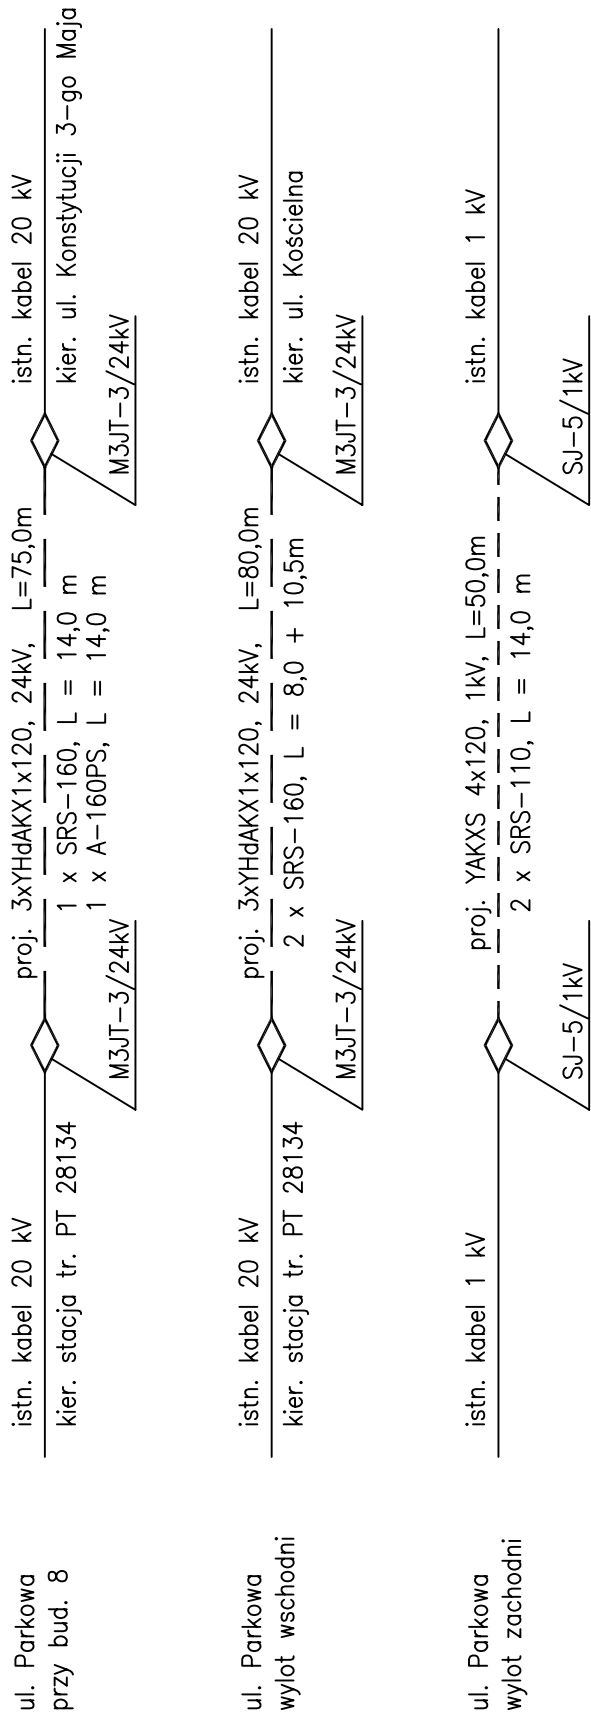 ul. Parkowa
przy bud. 8
istn. kabel 20 kV
kier. stacja tr. PT 28134
M3JT-3/24kV
proj. 3xYHdAKX1x120, 24kV, L=75,0m
1 x SRS-160, L = 14,0 m
1 x A-160PS, L = 14,0 m
M3JT-3/24kV
istn. kabel 20 kV
kier. ul. Konstytucji 3-go Maja
ul. Parkowa
wylot wschodni
istn. kabel 20 kV
kier. stacja tr. PT 28134
M3JT-3/24kV
proj. 3xYHdAKX1x120, 24kV, L=80,0m
2 x SRS-160, L = 8,0 + 10,5m
M3JT-3/24kV
istn. kabel 20 kV
kier. ul. Kościelna
ul. Parkowa
wylot zachodni
istn. kabel 1 kV
SJ-5/1kV
proj. YAKXS 4x120, 1kV, L=50,0m
2 x SRS-110, L = 14,0 m
SJ-5/1kV
istn. kabel 1 kV